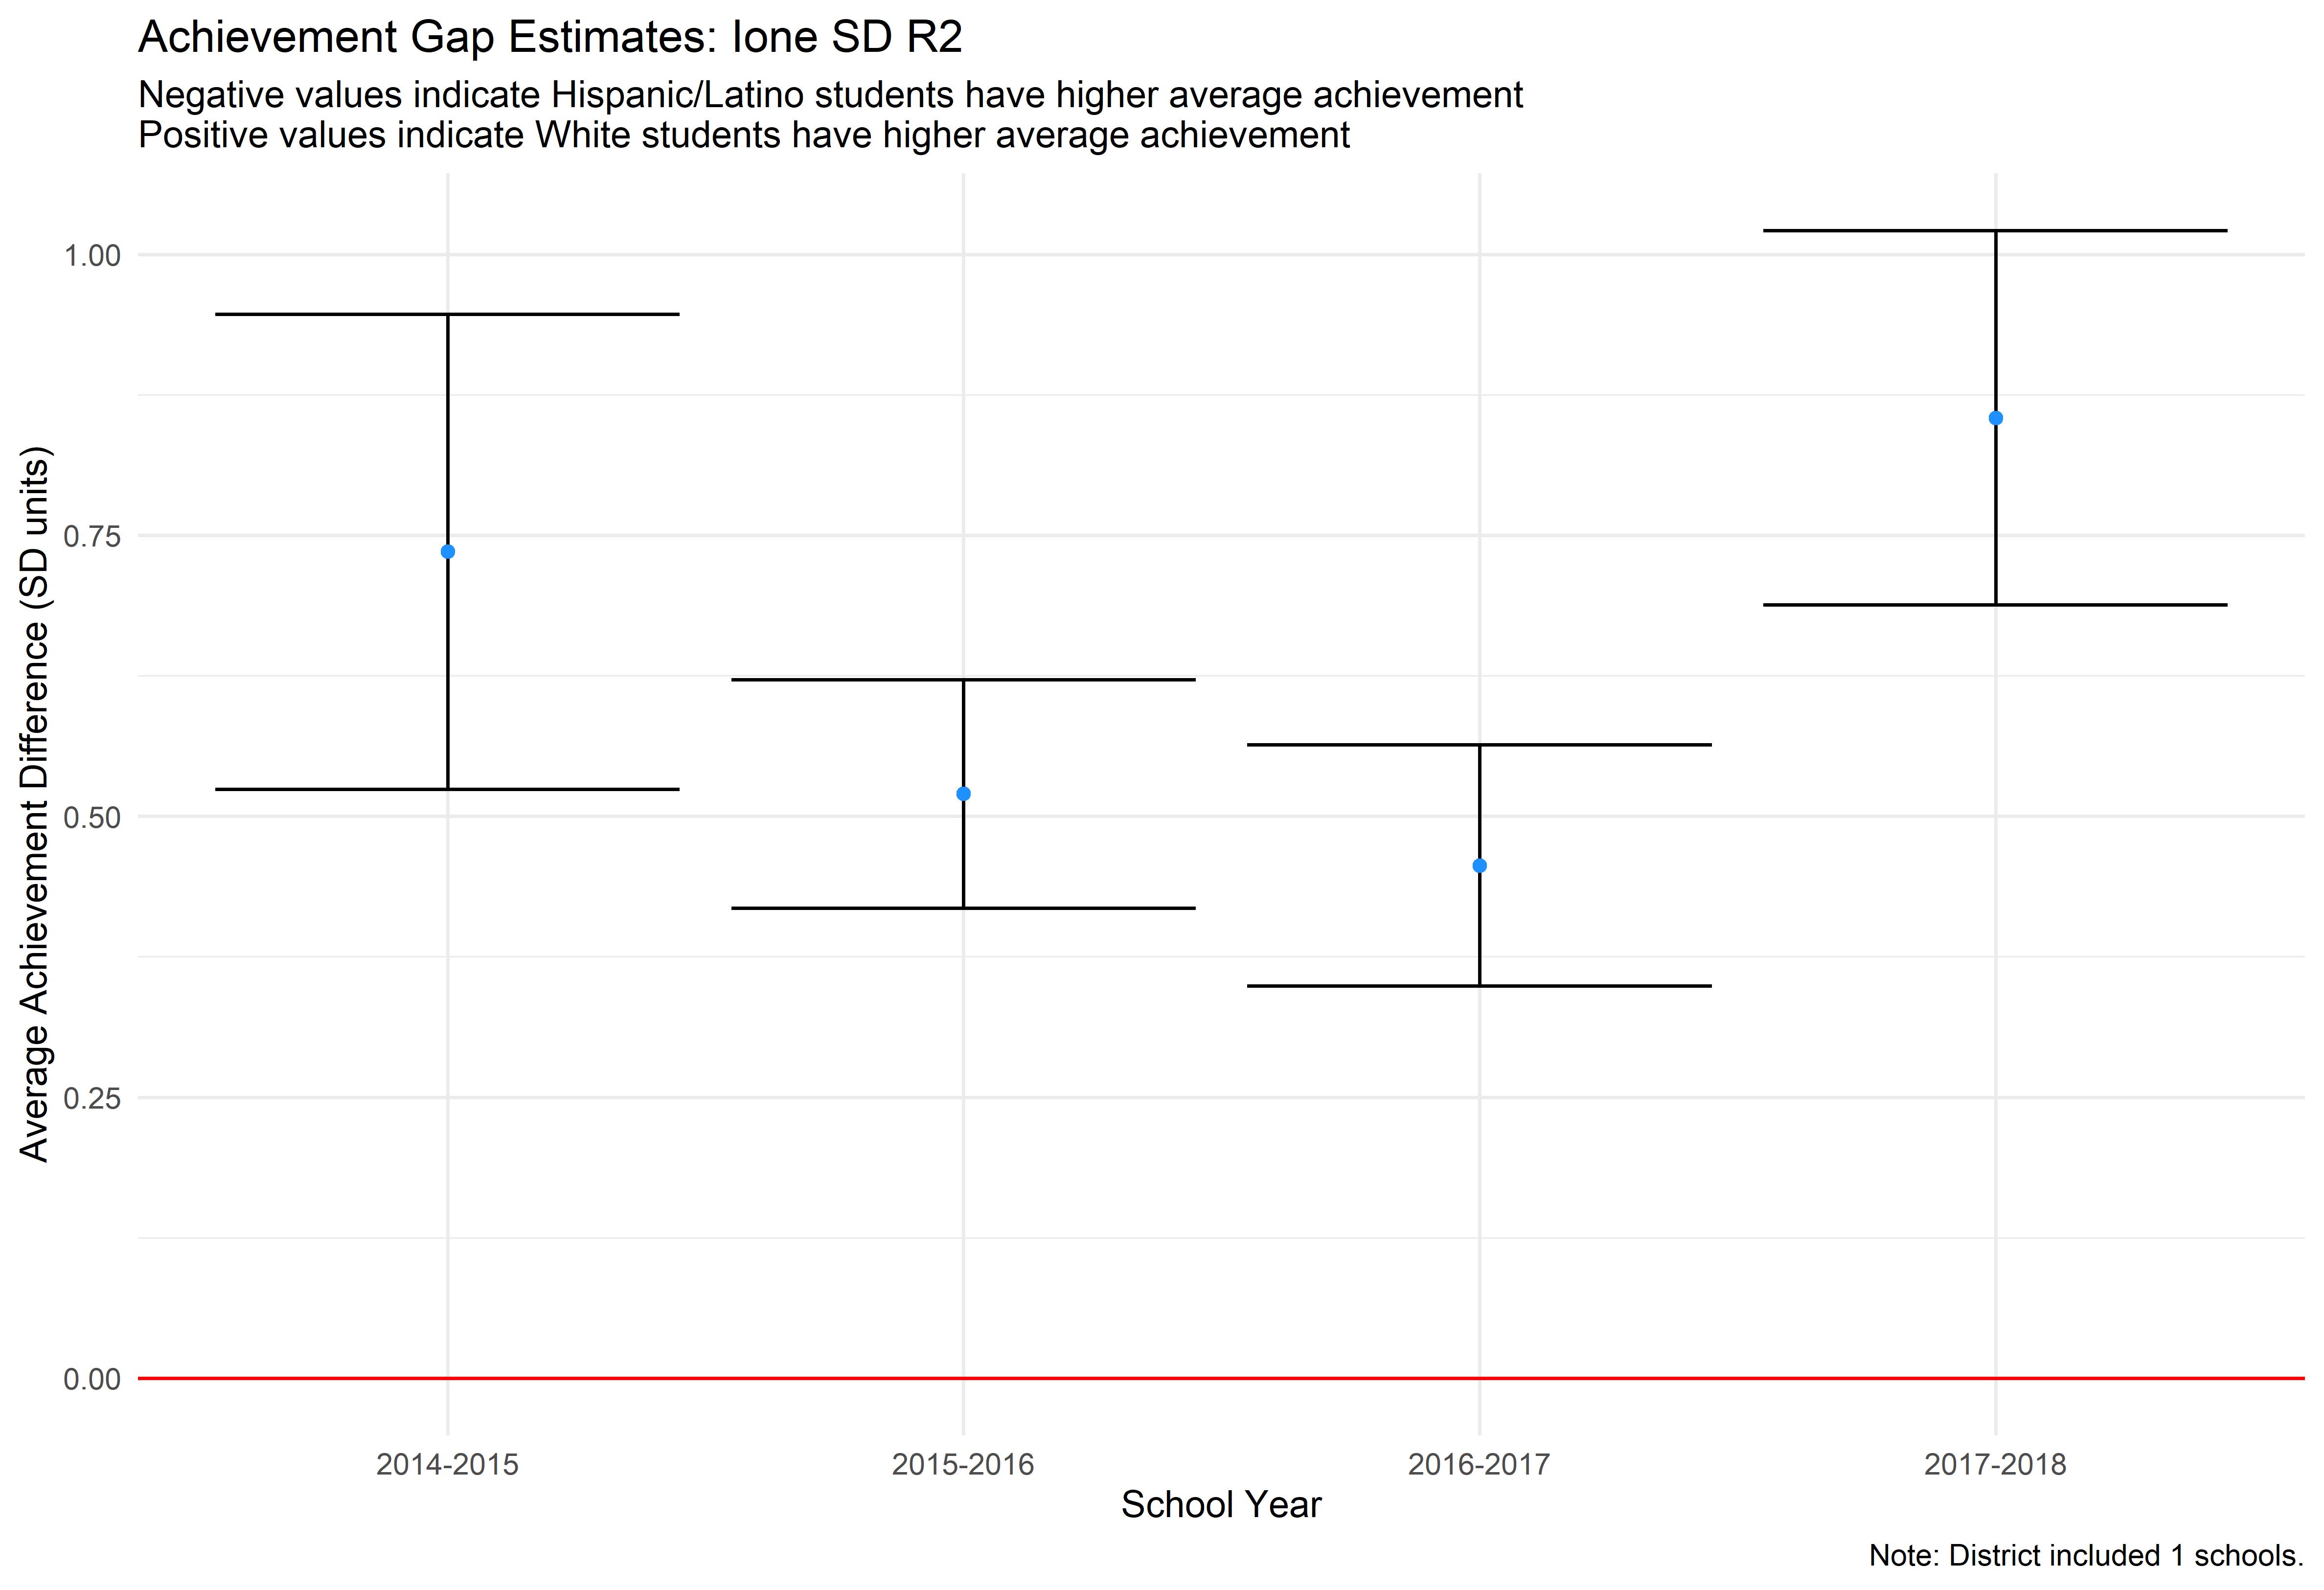 Achievement Gap Estimates: Ione SD R2
Negative values indicate Hispanic/Latino students have higher average achievement
Positive values indicate White students have higher average achievement
Average Achievement Difference (SD units)
1.00
0.75
0.50
0.25
0.00
2014-2015
2015-2016
2016-2017
2017-2018
School Year
Note: District included 1 schools.